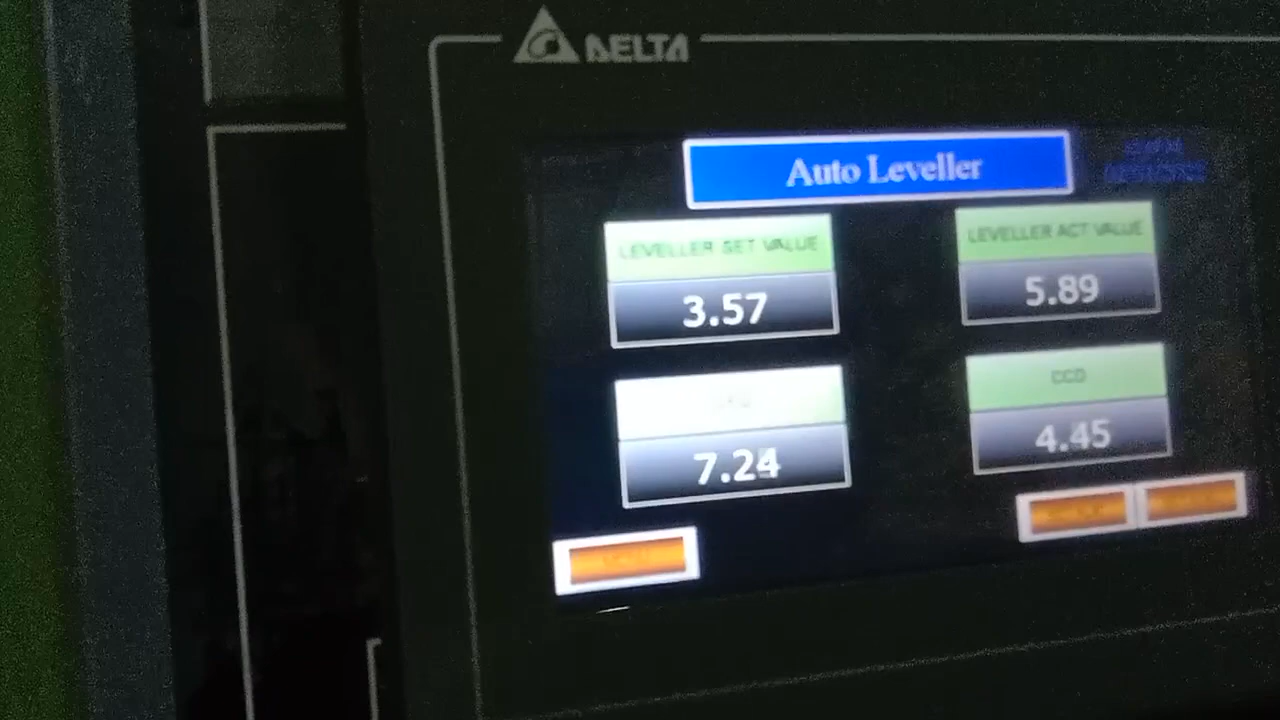 DELTA
Auto Leveller
LEVELLER SET VALUE
LEVELLER ACT VALUE
3.57
5.89
CCD
7.24
4.45